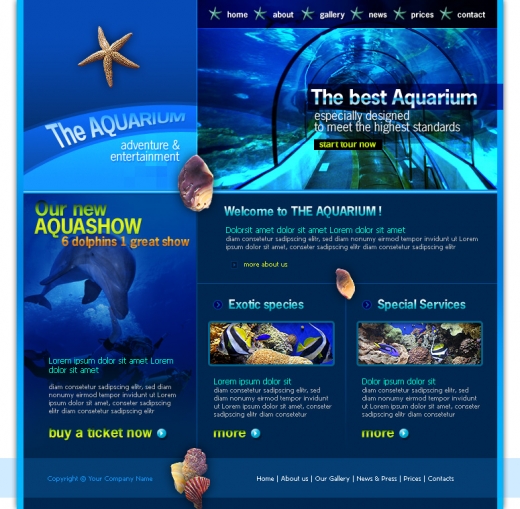 home about gallery news prices contact
The AQUARIUM
adventure &
entertainment
The best Aquarium
especially designed
to meet the highest standards
start tour now
Our new
AQUASHOW
6 dolphins 1 great show
Lorem ipsum dolor sit amet Lorem
dolor sit amet
diam consetetur sadipscing elitr, sed diam
nonumy eirmod tempor invidunt ut Lorem
ipsum dolor sit amet, conseter sadipscing elitr
diam consetetur sadipscing elitr
buy a ticket now
Welcome to THE AQUARIUM !
Dolorsit amet dolor sit amet Lorem dolor sit amet
diam consetetur sadipscing elitr, sed diam nonumy eirmod tempor invidunt ut Lorem
ipsum dolor sit amet, conseter sadipscing elitr diam consetetur sadipscing elitr
more about us
Exotic species
Lorem ipsum dolor sit
diam consetetur sadipscing elitr, sed
diam nonumy eirmod tempor invidunt
ut Lorem ipsum dolor sit amet, conseter
sadipscing elitr diam consetetur
more
Special Services
Dolor ipsum dolor sit
diam consetetur sadipscing elitr, sed
diam nonumy eirmod tempor invidunt
ut Lorem ipsum dolor sit amet, conseter
sadipscing elitr diam consetetur
more
Copyright © Your Company Name
Home | About us | Our Gallery | News & Press | Prices | Contacts